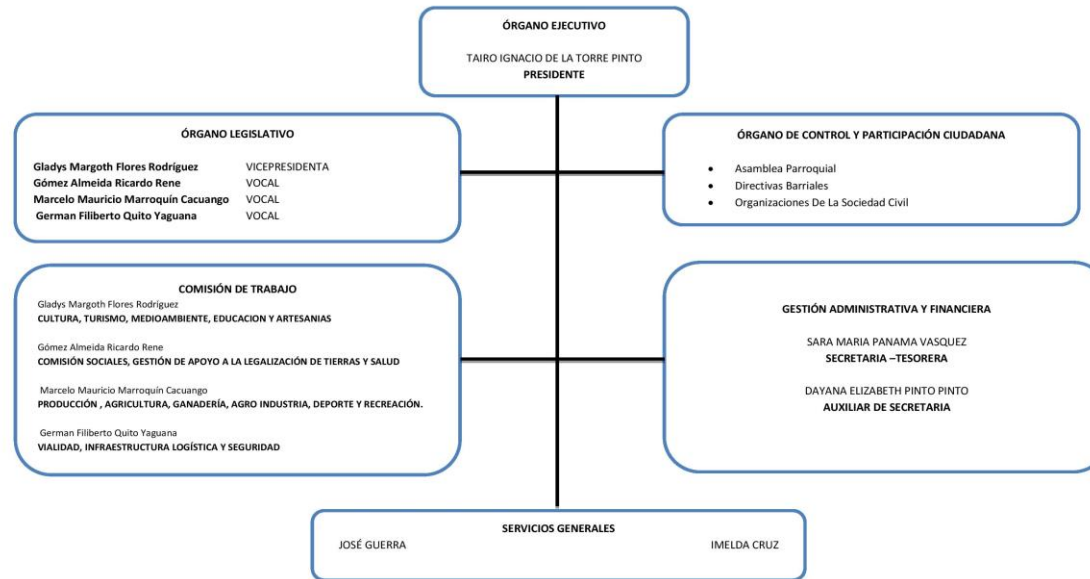 ÓRGANO EJECUTIVO
TAIRO IGNACIO DE LA TORRE PINTO
PRESIDENTE
ÓRGANO LEGISLATIVO
Gladys Margoth Flores Rodríguez VICEPRESIDENTA
Gómez Almeida Ricardo Rene VOCAL
Marcelo Mauricio Marroquín Cacuango VOCAL
German Filiberto Quito Yaguana VOCAL
ÓRGANO DE CONTROL Y PARTICIPACIÓN CIUDADANA
• Asamblea Parroquial
• Directivas Barriales
• Organizaciones De La Sociedad Civil
COMISIÓN DE TRABAJO
Gladys Margoth Flores Rodríguez
CULTURA, TURISMO, MEDIOAMBIENTE, EDUCACION Y ARTESANIAS
Gómez Almeida Ricardo Rene
COMISIÓN SOCIALES, GESTIÓN DE APOYO A LA LEGALIZACIÓN DE TIERRAS Y SALUD
Marcelo Mauricio Marroquín Cacuango
PRODUCCIÓN , AGRICULTURA, GANADERÍA, AGRO INDUSTRIA, DEPORTE Y RECREACIÓN.
German Filiberto Quito Yaguana
VIALIDAD, INFRAESTRUCTURA LOGÍSTICA Y SEGURIDAD
GESTIÓN ADMINISTRATIVA Y FINANCIERA
SARA MARIA PANAMA VASQUEZ
SECRETARIA –TESORERA
DAYANA ELIZABETH PINTO PINTO
AUXILIAR DE SECRETARIA
SERVICIOS GENERALES
JOSÉ GUERRA IMELDA CRUZ